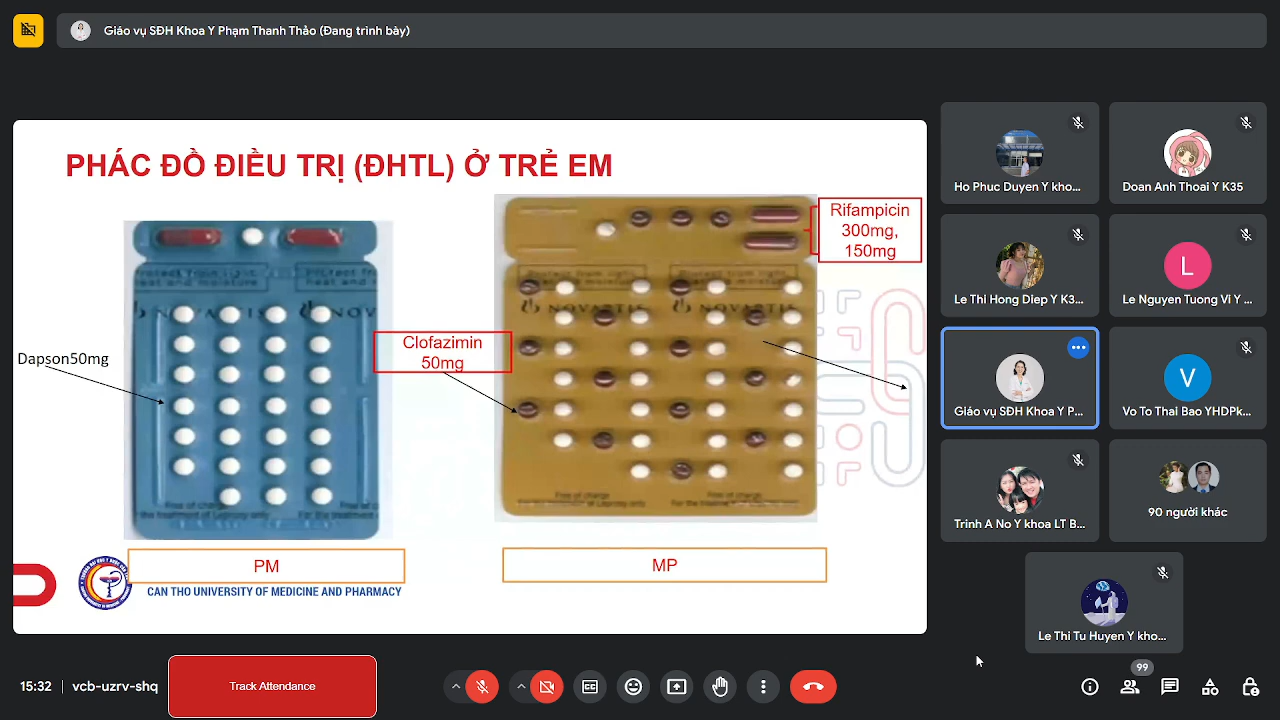 Giáo vụ SĐH Khoa Y Phạm Thanh Thảo (Đang trình bày)
PHÁC ĐỒ ĐIỀU TRỊ (ĐHTL) Ở TRẺ EM
Rifampicin
300mg,
150mg
Clofazimin
50mg
Dapson50mg
NOVARTIS
Free of charge
PM
MP
CAN THO UNIVERSITY OF MEDICINE AND PHARMACY
Ho Phuc Duyen Y kho...
Doan Anh Thoai Y K35
Le Thi Hong Diep Y K3...
L
Le Nguyen Tuong Vi Y ...
Giáo vụ SĐH Khoa Y P...
V
Vo To Thai Bao YHDPk...
Trinh A No Y khoa LT B...
90 người khác
Le Thi Tu Huyen Y kho...
15:32
vcb-uzrv-shq
Track Attendance
99